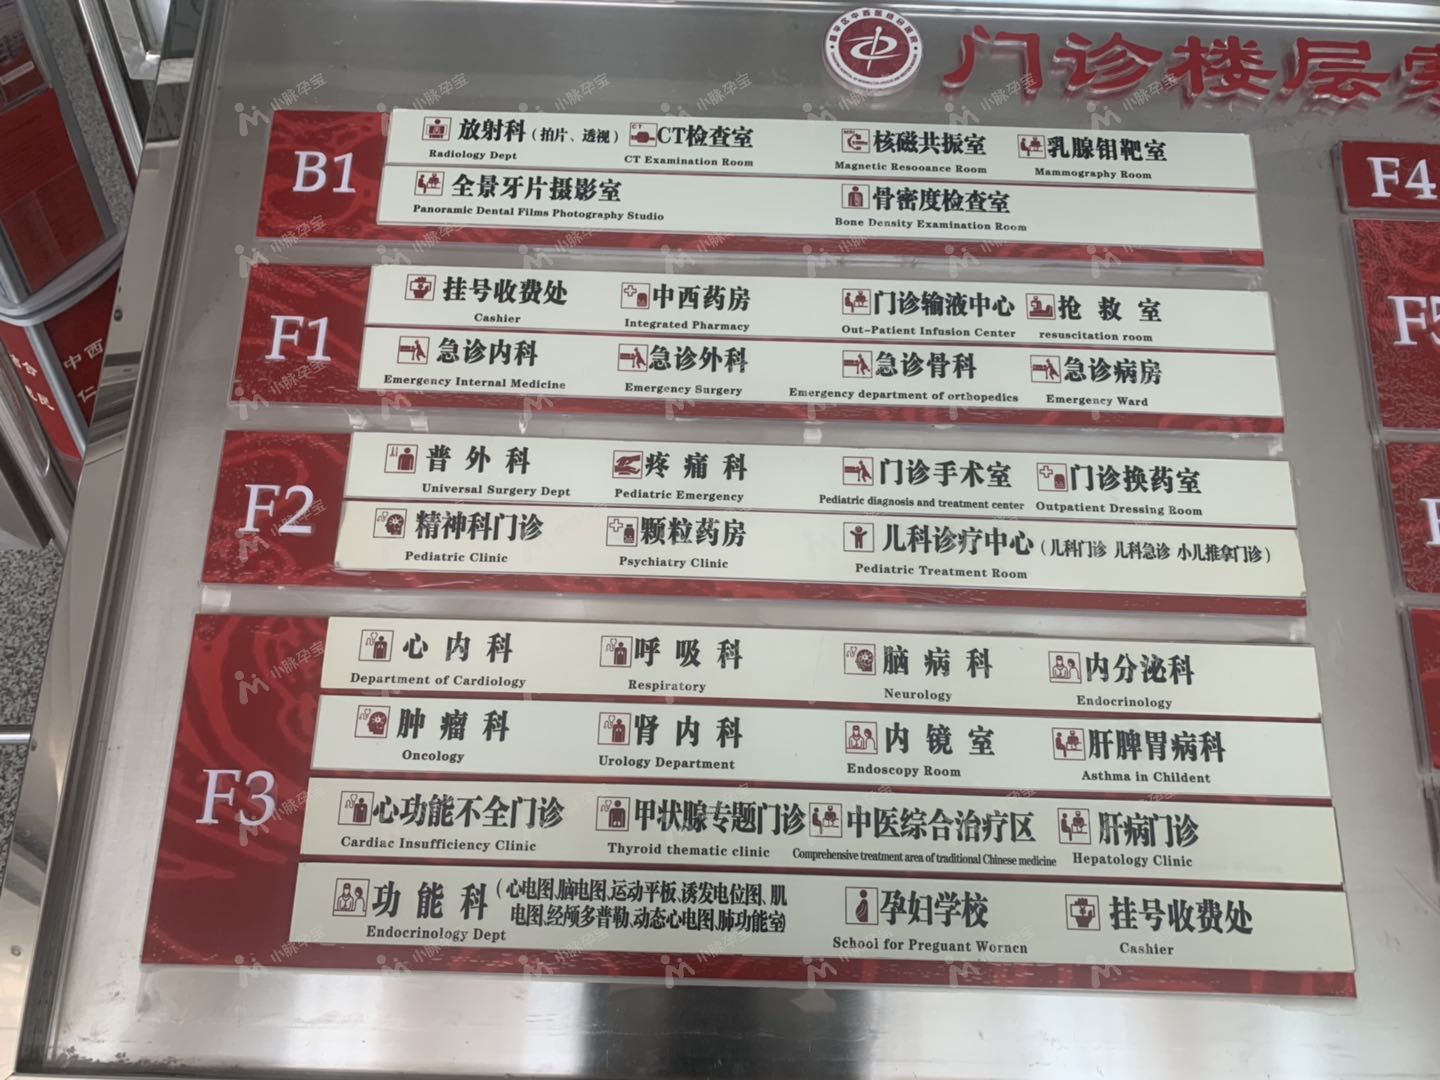 门诊楼层
B1
放射科（拍片、透视） CT检查室 核磁共振室 乳腺钼靶室
Radiology Dept CT Examination Room Magnetic Resooance Room Mammography Room
全景牙片摄影室 骨密度检查室
Panoramic Dental Films Photography Studio Bone Density Examination Room
F1
挂号收费处 中西药房 门诊输液中心 抢救室
Cashier Integrated Pharmacy Out-Patient Infusion Center resuscitation room
急诊内科 急诊外科 急诊骨科 急诊病房
Emergency Internal Medicine Emergency Surgery Emergency department of orthopedics Emergency Ward
F2
普外科 疼痛科 门诊手术室 门诊换药室
Universal Surgery Dept Pediatric Emergency Pediatric diagnosis and treatment center Outpatient Dressing Room
精神科门诊 颗粒药房 儿科诊疗中心（儿科门诊 儿科急诊 小儿推拿门诊）
Pediatric Clinic Psychiatry Clinic Pediatric Treatment Room
F3
心内科 呼吸科 脑病科 内分泌科
Department of Cardiology Respiratory Neurology Endocrinology
肿瘤科 肾内科 内镜室 肝脾胃病科
Oncology Urology Department Endoscopy Room Asthma in Childent
心功能不全门诊 甲状腺专题门诊 中医综合治疗区 肝病门诊
Cardiac Insufficiency Clinic Thyroid thematic clinic Comprehensive treatment area of traditional Chinese medicine Hepatology Clinic
功能科（心电图、脑电图、运动平板、诱发电位图、肌
电图、经颅多普勒、动态心电图、肺功能室） 孕妇学校 挂号收费处
Endocrinology Dept School for Preguant Worncn Cashier
F4
F5
中西
仁
小脉孕宝